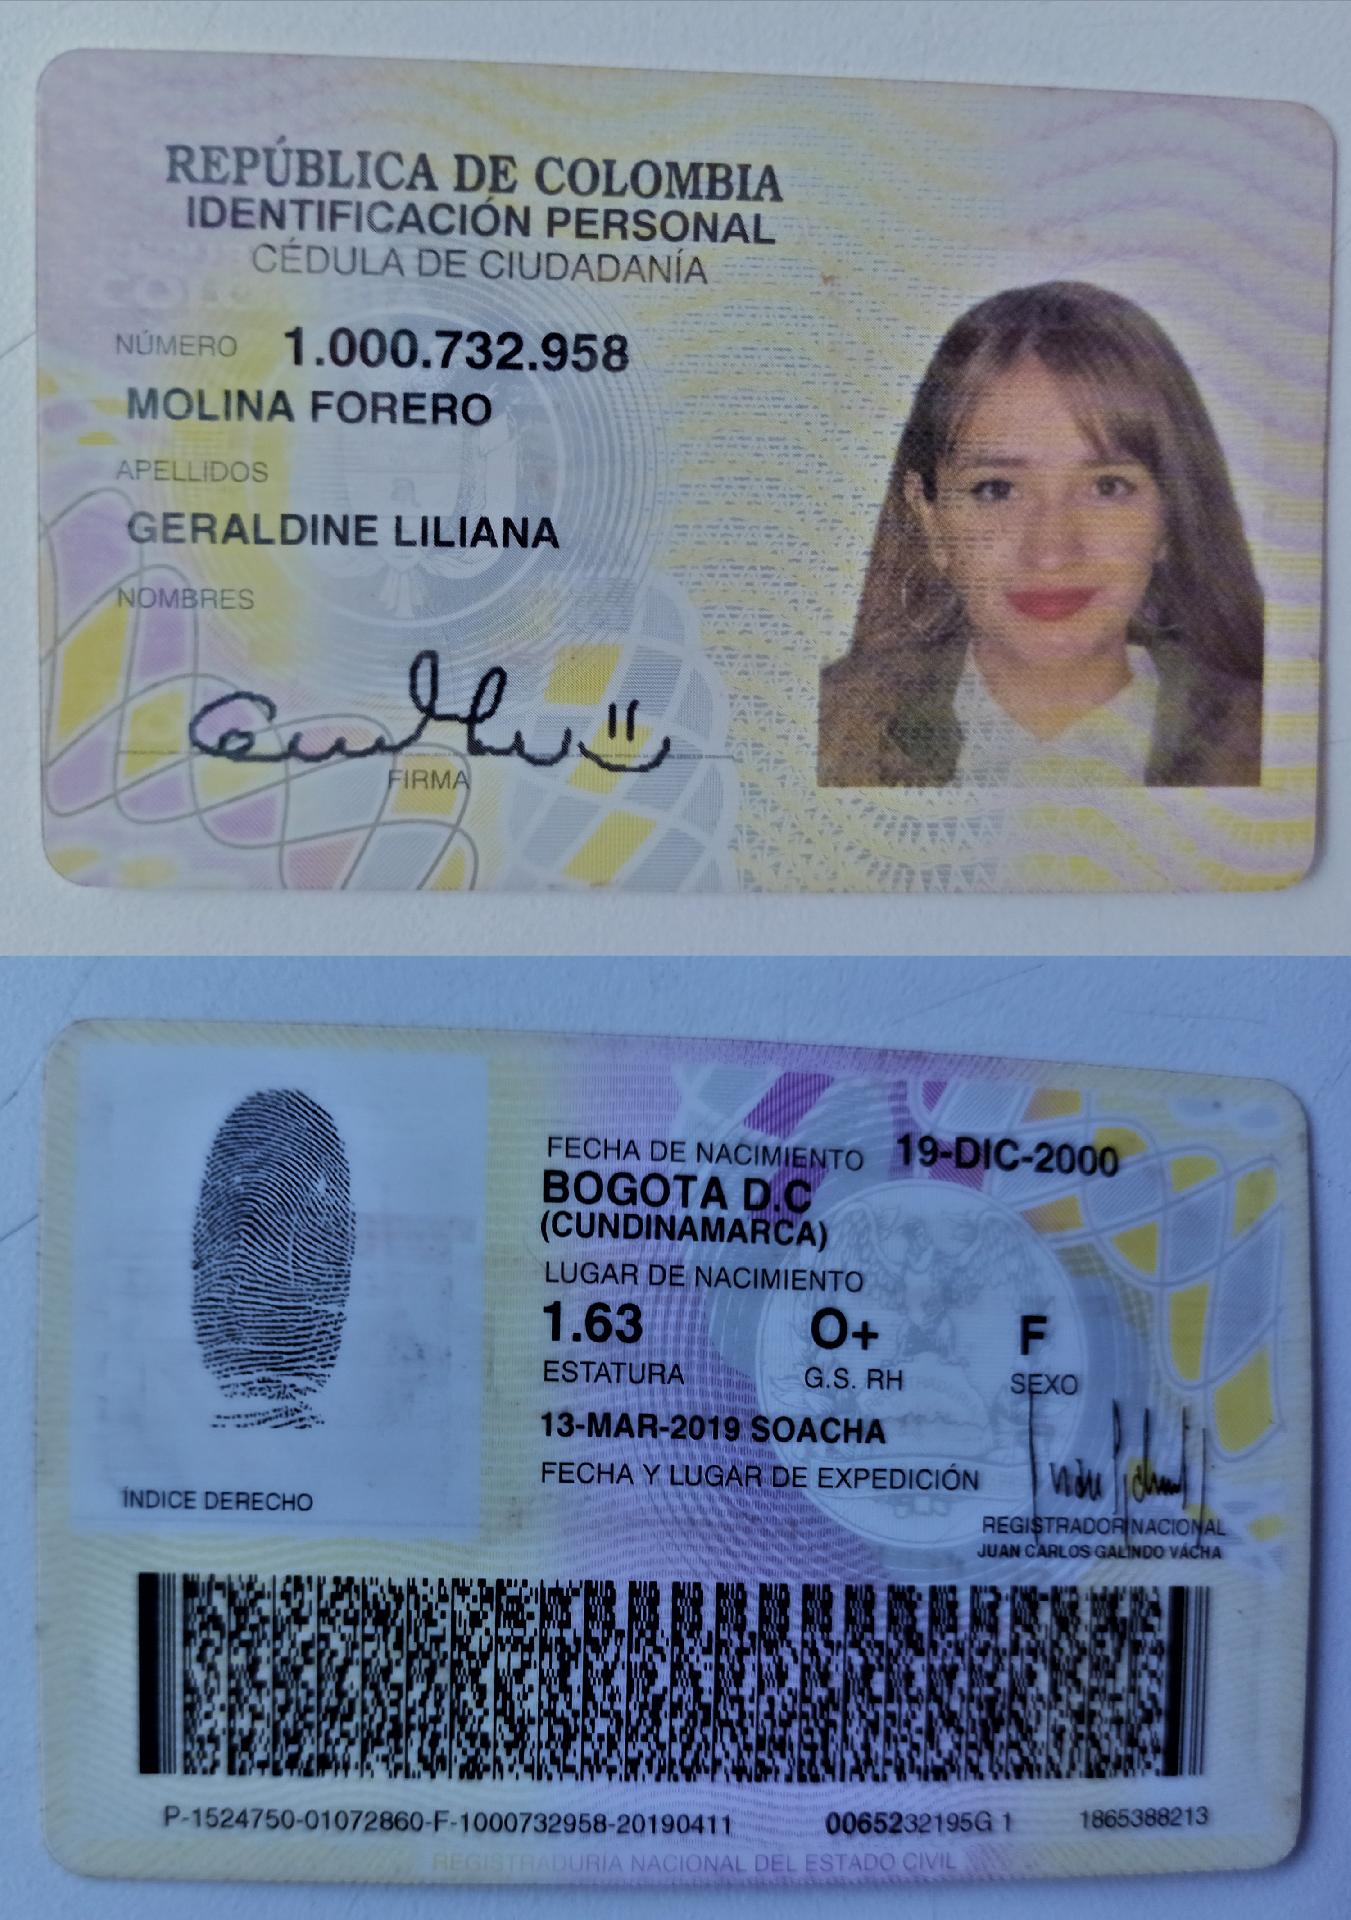 REPÚBLICA DE COLOMBIA
IDENTIFICACIÓN PERSONAL
CÉDULA DE CIUDADANÍA
NÚMERO 1.000.732.958
MOLINA FORERO
APELLIDOS
GERALDINE LILIANA
NOMBRES
FIRMA
FECHA DE NACIMIENTO 19-DIC-2000
BOGOTA D.C
(CUNDINAMARCA)
LUGAR DE NACIMIENTO
1.63 O+ F
ESTATURA G.S. RH SEXO
13-MAR-2019 SOACHA
FECHA Y LUGAR DE EXPEDICIÓN
ÍNDICE DERECHO
REGISTRADOR NACIONAL
JUAN CARLOS GALINDO VÁCHA
P-1524750-01072860-F-1000732958-20190411 0065232195G 1 1865388213
REGISTRADURIA NACIONAL DEL ESTADO CIVIL